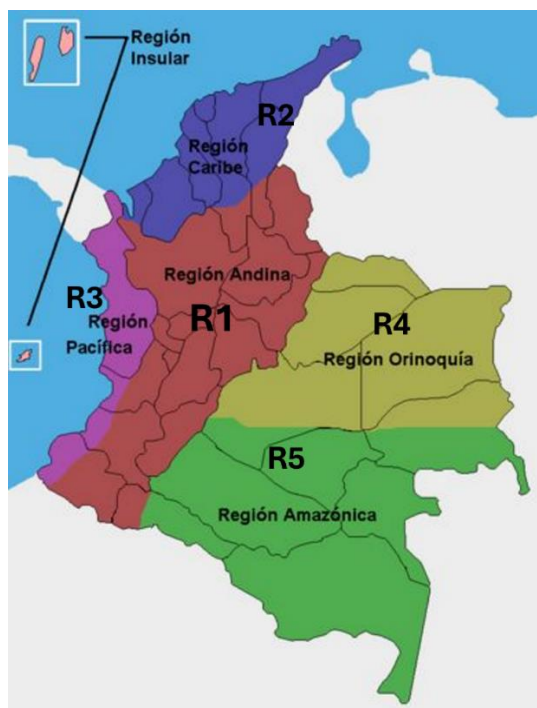 Región
Insular
R2
Región
Caribe
Región Andina
R3
R1
R4
Región
Pacífica
Región Orinoquía
R5
Región Amazónica